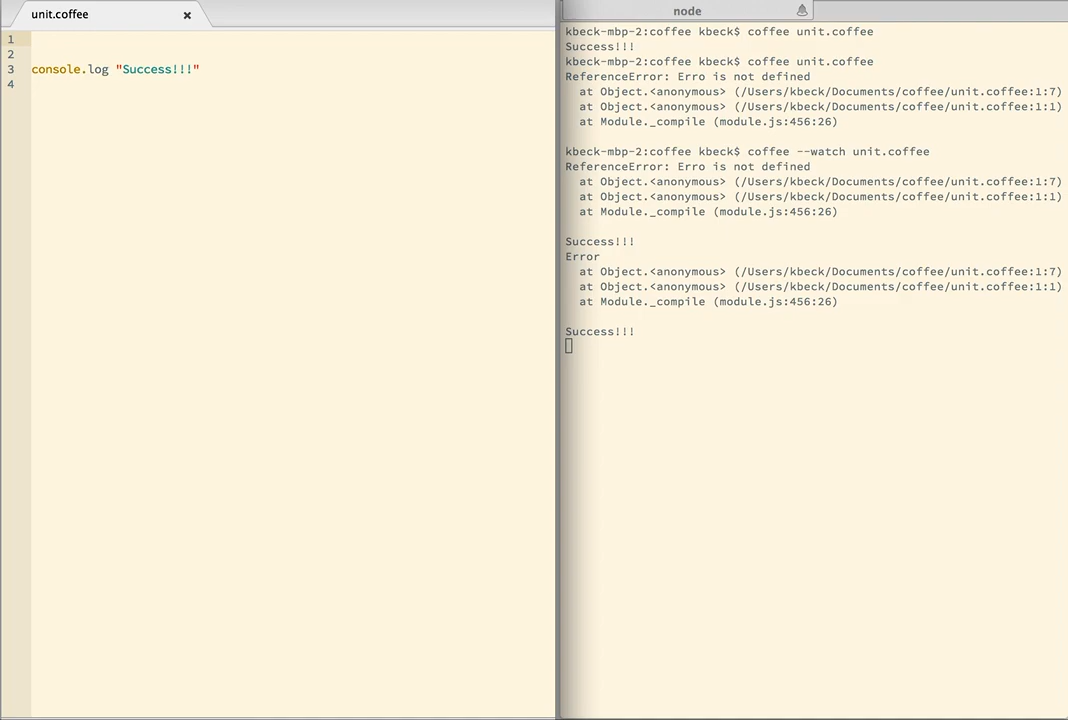 unit.coffee
1
2
3 console.log "Success!!!"
4
node
kbeck-mbp-2:coffee kbeck$ coffee unit.coffee
Success!!!
kbeck-mbp-2:coffee kbeck$ coffee unit.coffee
ReferenceError: Erro is not defined
  at Object.<anonymous> (/Users/kbeck/Documents/coffee/unit.coffee:1:7)
  at Object.<anonymous> (/Users/kbeck/Documents/coffee/unit.coffee:1:1)
  at Module._compile (module.js:456:26)
kbeck-mbp-2:coffee kbeck$ coffee --watch unit.coffee
ReferenceError: Erro is not defined
  at Object.<anonymous> (/Users/kbeck/Documents/coffee/unit.coffee:1:7)
  at Object.<anonymous> (/Users/kbeck/Documents/coffee/unit.coffee:1:1)
  at Module._compile (module.js:456:26)
Success!!!
Error
  at Object.<anonymous> (/Users/kbeck/Documents/coffee/unit.coffee:1:7)
  at Object.<anonymous> (/Users/kbeck/Documents/coffee/unit.coffee:1:1)
  at Module._compile (module.js:456:26)
Success!!!